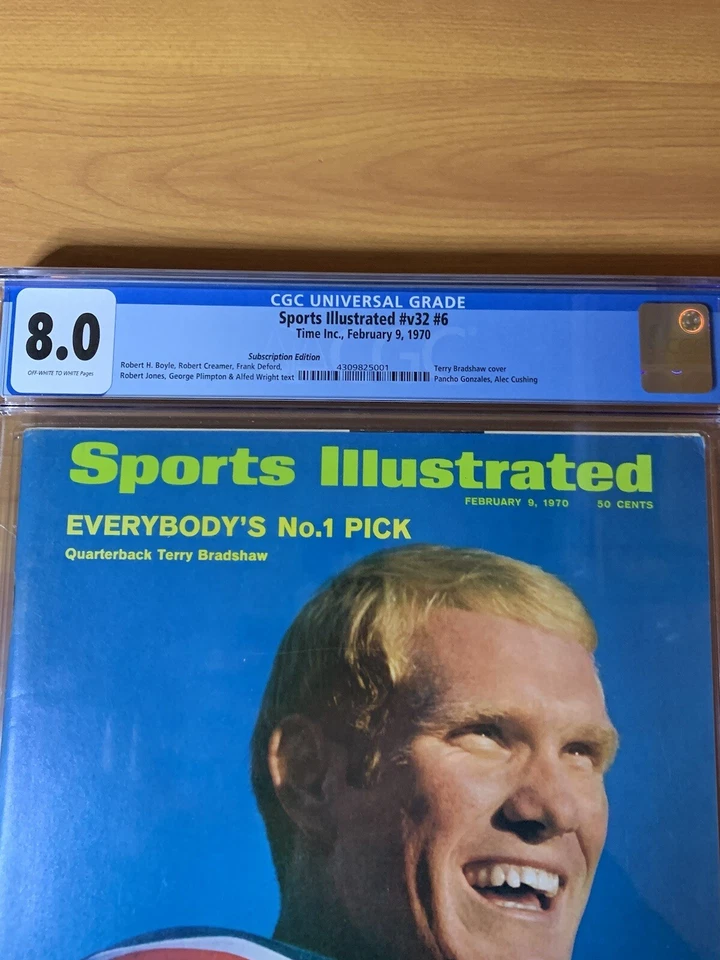 CGC UNIVERSAL GRADE
8.0
OFF-WHITE TO WHITE Pages
Sports Illustrated #v32 #6
Time Inc., February 9, 1970
Subscription Edition
Robert H. Boyle, Robert Creamer, Frank Deford,
Robert Jones, George Plimpton & Alfed Wright text
4309825001
Terry Bradshaw cover
Pancho Gonzales, Alec Cushing
Sports Illustrated
FEBRUARY 9, 1970 50 CENTS
EVERYBODY'S No.1 PICK
Quarterback Terry Bradshaw